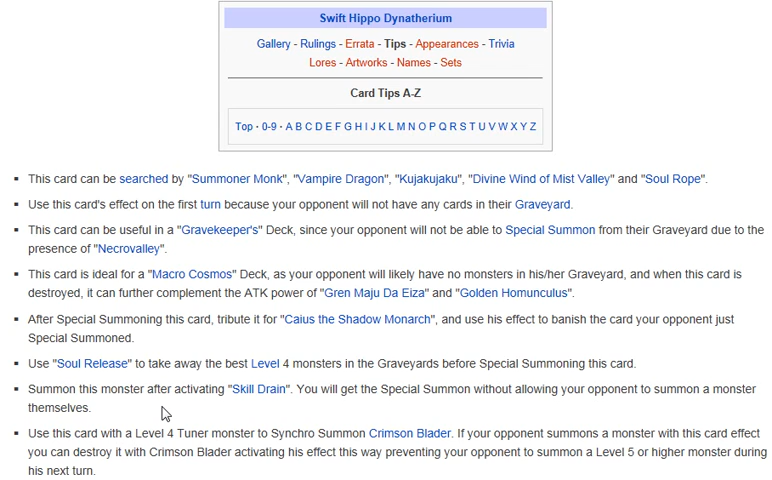 Swift Hippo Dynatherium
Gallery - Rulings - Errata - Tips - Appearances - Trivia
Lores - Artworks - Names - Sets
Card Tips A-Z
Top · 0-9 · A B C D E F G H I J K L M N O P Q R S T U V W X Y Z
This card can be searched by "Summoner Monk", "Vampire Dragon", "Kujakujaku", "Divine Wind of Mist Valley" and "Soul Rope".
Use this card's effect on the first turn because your opponent will not have any cards in their Graveyard.
This card can be useful in a "Gravekeeper's" Deck, since your opponent will not be able to Special Summon from their Graveyard due to the
presence of "Necrovalley".
This card is ideal for a "Macro Cosmos" Deck, as your opponent will likely have no monsters in his/her Graveyard, and when this card is
destroyed, it can further complement the ATK power of "Gren Maju Da Eiza" and "Golden Homunculus".
After Special Summoning this card, tribute it for "Caius the Shadow Monarch", and use his effect to banish the card your opponent just
Special Summoned.
Use "Soul Release" to take away the best Level 4 monsters in the Graveyards before Special Summoning this card.
Summon this monster after activating "Skill Drain". You will get the Special Summon without allowing your opponent to summon a monster
themselves.
Use this card with a Level 4 Tuner monster to Synchro Summon Crimson Blader. If your opponent summons a monster with this card effect
you can destroy it with Crimson Blader activating his effect this way preventing your opponent to summon a Level 5 or higher monster during
his next turn.